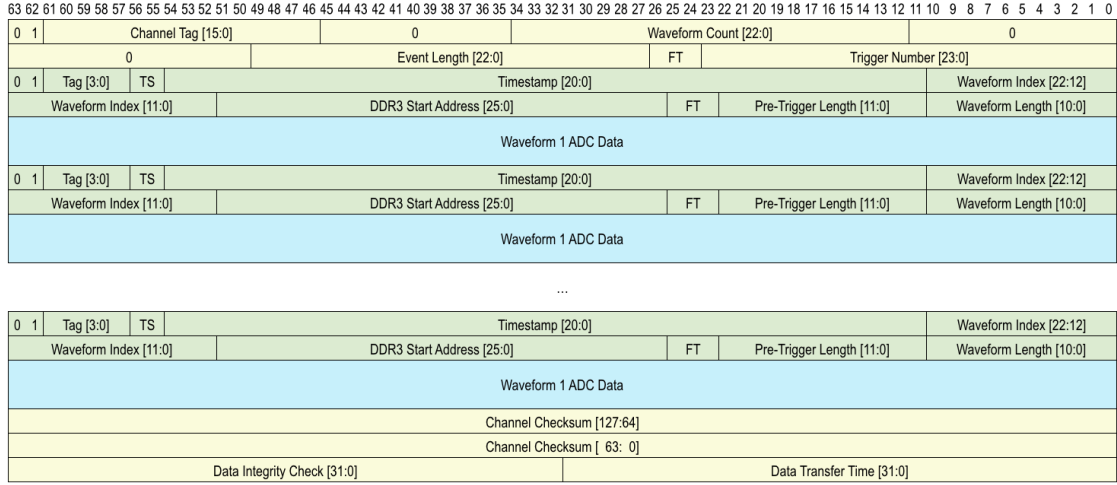 63 62 61 60 59 58 57 56 55 54 53 52 51 50 49 48 47 46 45 44 43 42 41 40 39 38 37 36 35 34 33 32 31 30 29 28 27 26 25 24 23 22 21 20 19 18 17 16 15 14 13 12 11 10 9 8 7 6 5 4 3 2 1 0
0 1 Channel Tag [15:0] 0 Waveform Count [22:0] 0
0 Event Length [22:0] FT Trigger Number [23:0]
0 1 Tag [3:0] TS Timestamp [20:0] Waveform Index [22:12]
Waveform Index [11:0] DDR3 Start Address [25:0] FT Pre-Trigger Length [11:0] Waveform Length [10:0]
Waveform 1 ADC Data
0 1 Tag [3:0] TS Timestamp [20:0] Waveform Index [22:12]
Waveform Index [11:0] DDR3 Start Address [25:0] FT Pre-Trigger Length [11:0] Waveform Length [10:0]
Waveform 1 ADC Data
...
0 1 Tag [3:0] TS Timestamp [20:0] Waveform Index [22:12]
Waveform Index [11:0] DDR3 Start Address [25:0] FT Pre-Trigger Length [11:0] Waveform Length [10:0]
Waveform 1 ADC Data
Channel Checksum [127:64]
Channel Checksum [ 63: 0]
Data Integrity Check [31:0] Data Transfer Time [31:0]